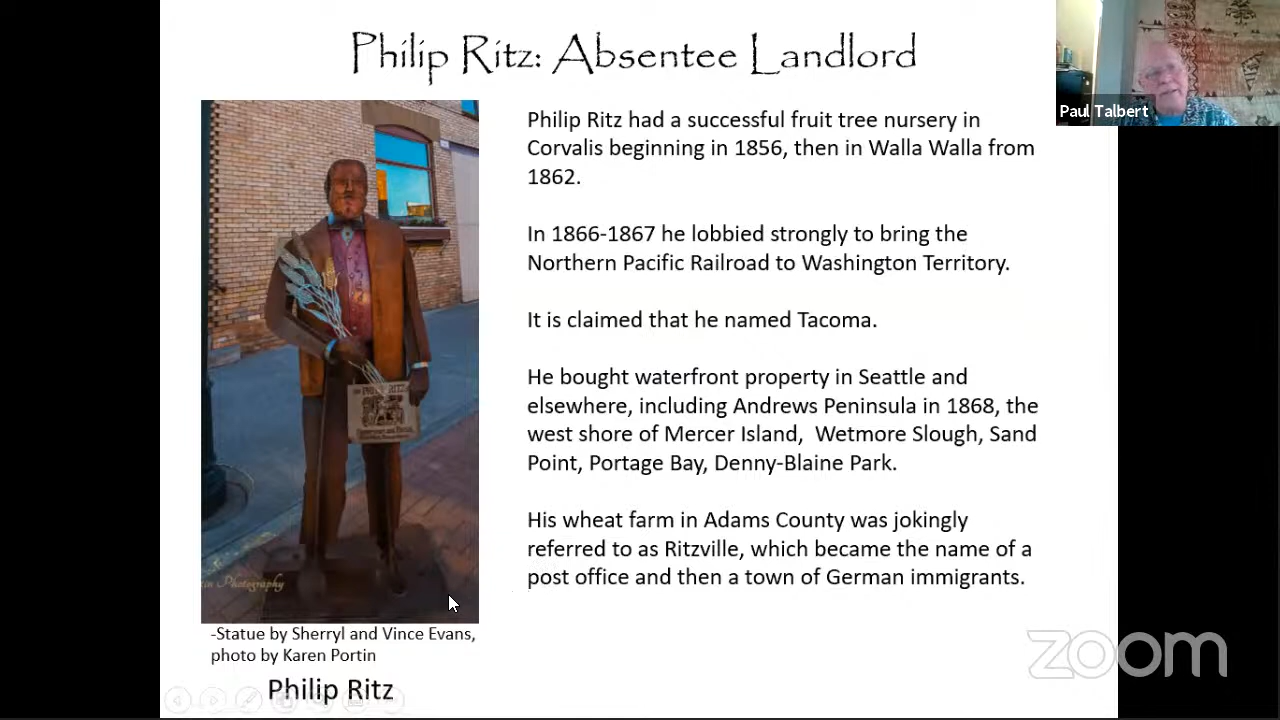 Philip Ritz: Absentee Landlord
Paul Talbert
Philip Ritz had a successful fruit tree nursery in
Corvalis beginning in 1856, then in Walla Walla from
1862.
In 1866-1867 he lobbied strongly to bring the
Northern Pacific Railroad to Washington Territory.
It is claimed that he named Tacoma.
He bought waterfront property in Seattle and
elsewhere, including Andrews Peninsula in 1868, the
west shore of Mercer Island, Wetmore Slough, Sand
Point, Portage Bay, Denny-Blaine Park.
His wheat farm in Adams County was jokingly
referred to as Ritzville, which became the name of a
post office and then a town of German immigrants.
PHILIP RITZ
Photography
-Statue by Sherryl and Vince Evans,
photo by Karen Portin
Philip Ritz
zoom